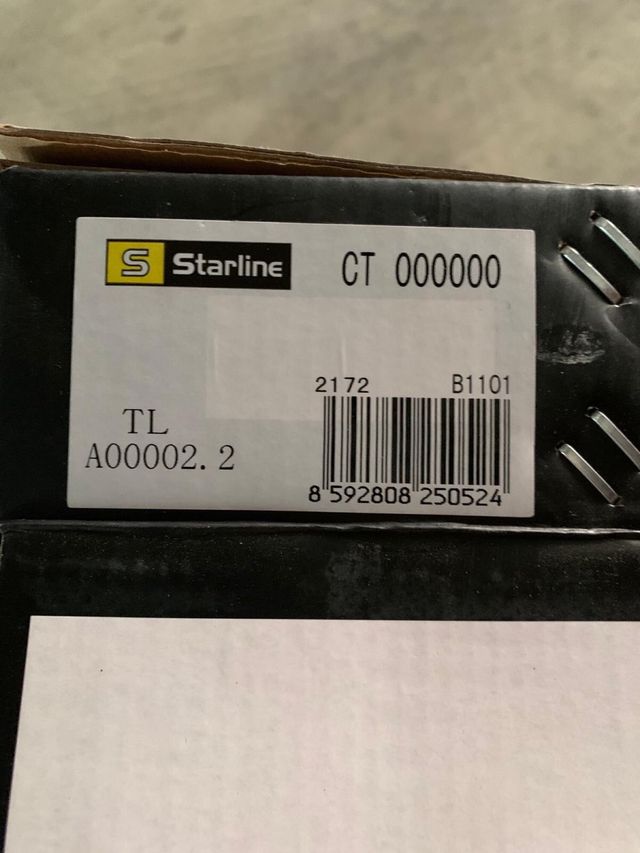 S Starline CT 000000
2172 B1101
TL
A00002.2
8 592808 250524